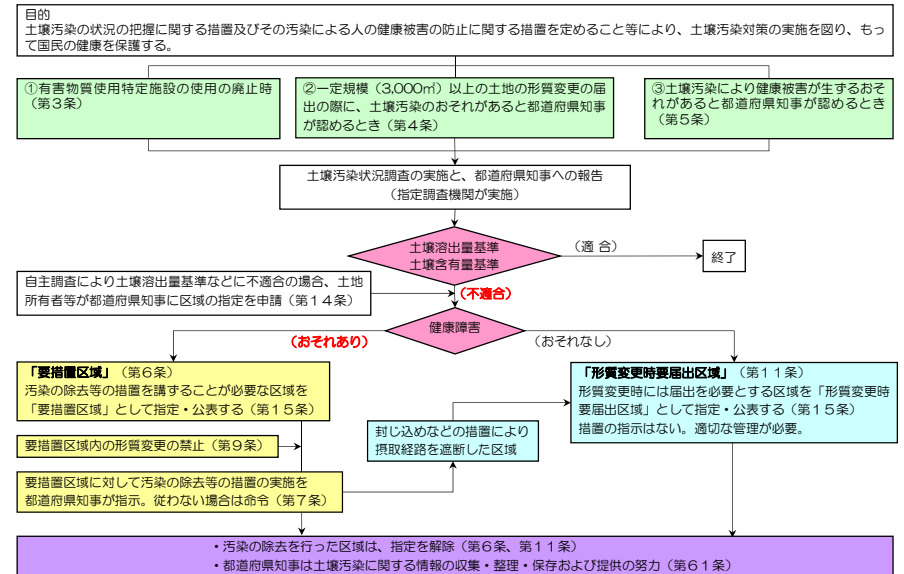 目的
土壌汚染の状況の把握に関する措置及びその汚染による人の健康被害の防止に関する措置を定めること等により、土壌汚染対策の実施を図り、もっ
て国民の健康を保護する。
①有害物質使用特定施設の使用の廃止時
（第３条）
②一定規模（3,000㎡）以上の土地の形質変更の届
出の際に、土壌汚染のおそれがあると都道府県知事
が認めるとき（第４条）
③土壌汚染により健康被害が生ずるおそ
れがあると都道府県知事が認めるとき
（第５条）
土壌汚染状況調査の実施と、都道府県知事への報告
（指定調査機関が実施）
土壌溶出量基準
土壌含有量基準
（適 合）
終了
自主調査により土壌溶出量基準などに不適合の場合、土地
所有者等が都道府県知事に区域の指定を申請（第１４条）
（不適合）
健康障害
（おそれあり）
（おそれなし）
「要措置区域」（第６条）
汚染の除去等の措置を講ずることが必要な区域を
「要措置区域」として指定・公表する（第１５条）
「形質変更時要届出区域」（第１１条）
形質変更時には届出を必要とする区域を「形質変更時
要届出区域」として指定・公表する（第１５条）
措置の指示はない。適切な管理が必要。
要措置区域内の形質変更の禁止（第９条）
封じ込めなどの措置により
摂取経路を遮断した区域
要措置区域に対して汚染の除去等の措置の実施を
都道府県知事が指示。従わない場合は命令（第７条）
・汚染の除去を行った区域は、指定を解除（第６条、第１１条）
・都道府県知事は土壌汚染に関する情報の収集・整理・保存および提供の努力（第６１条）